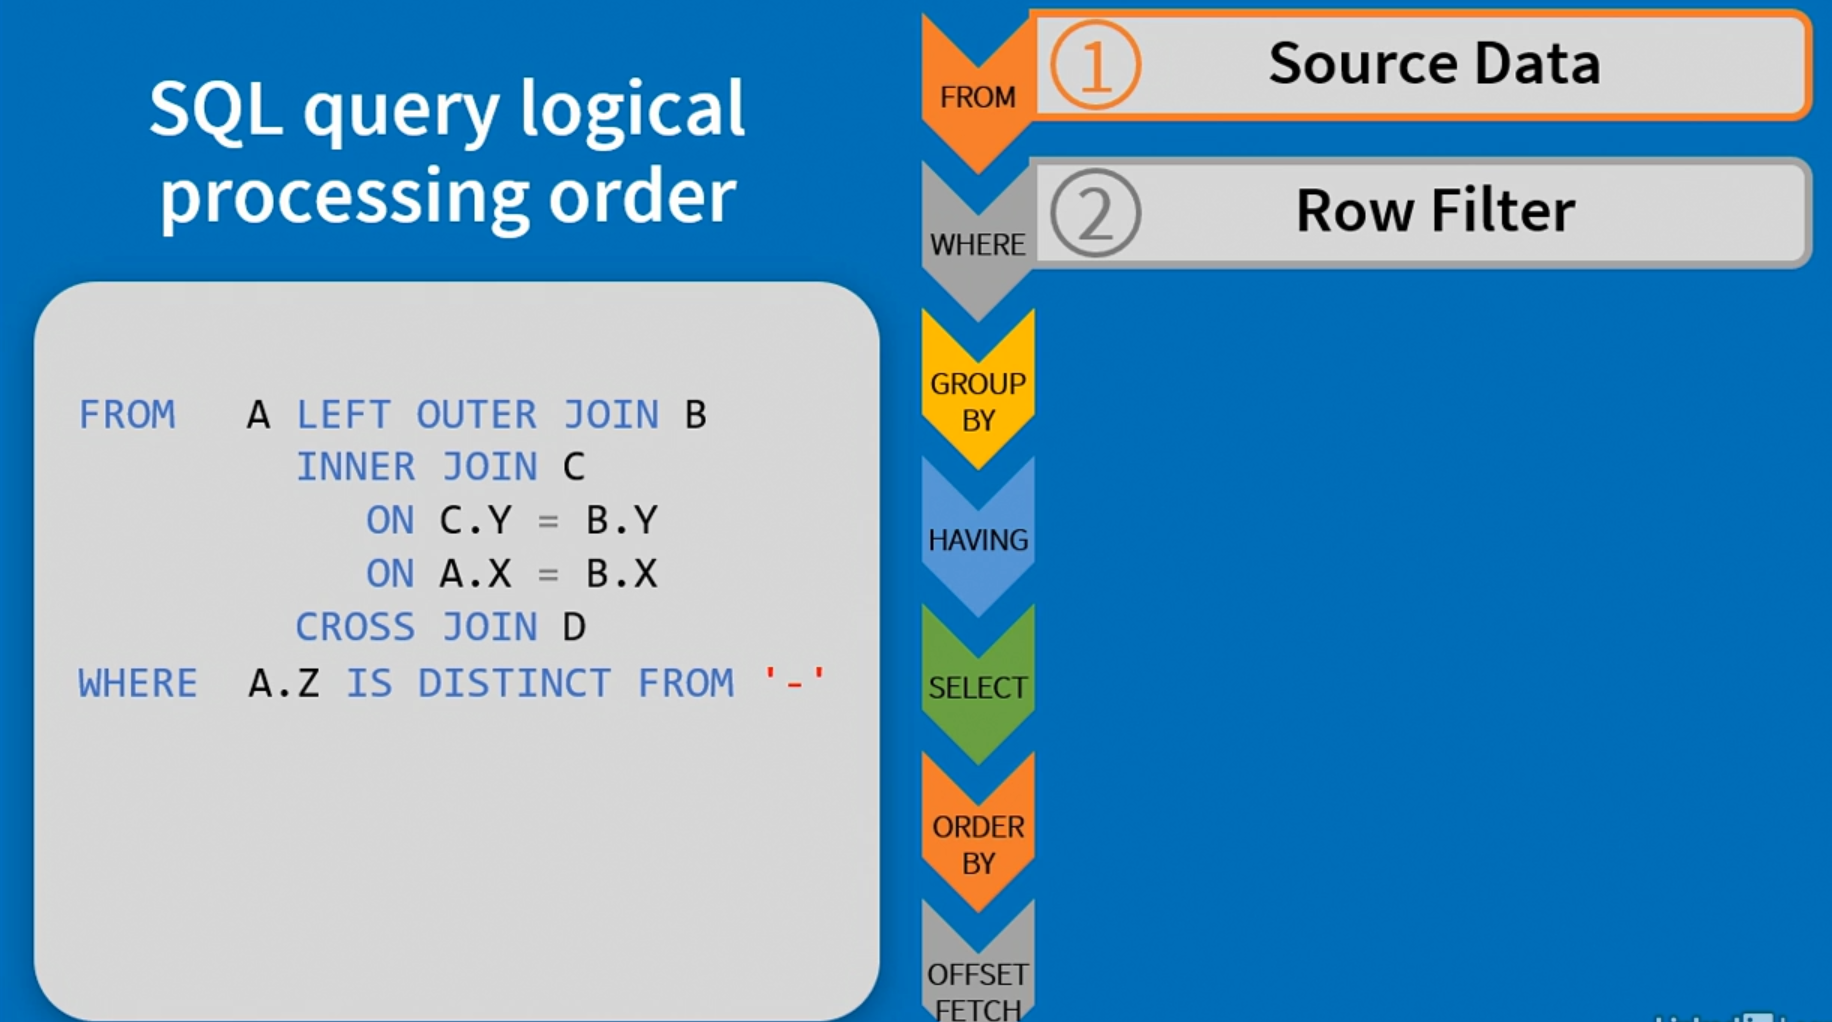 SQL query logical
processing order
FROM A LEFT OUTER JOIN B
INNER JOIN C
ON C.Y = B.Y
ON A.X = B.X
CROSS JOIN D
WHERE A.Z IS DISTINCT FROM '-'
FROM
1 Source Data
WHERE
2 Row Filter
GROUP
BY
HAVING
SELECT
ORDER
BY
OFFSET
FETCH